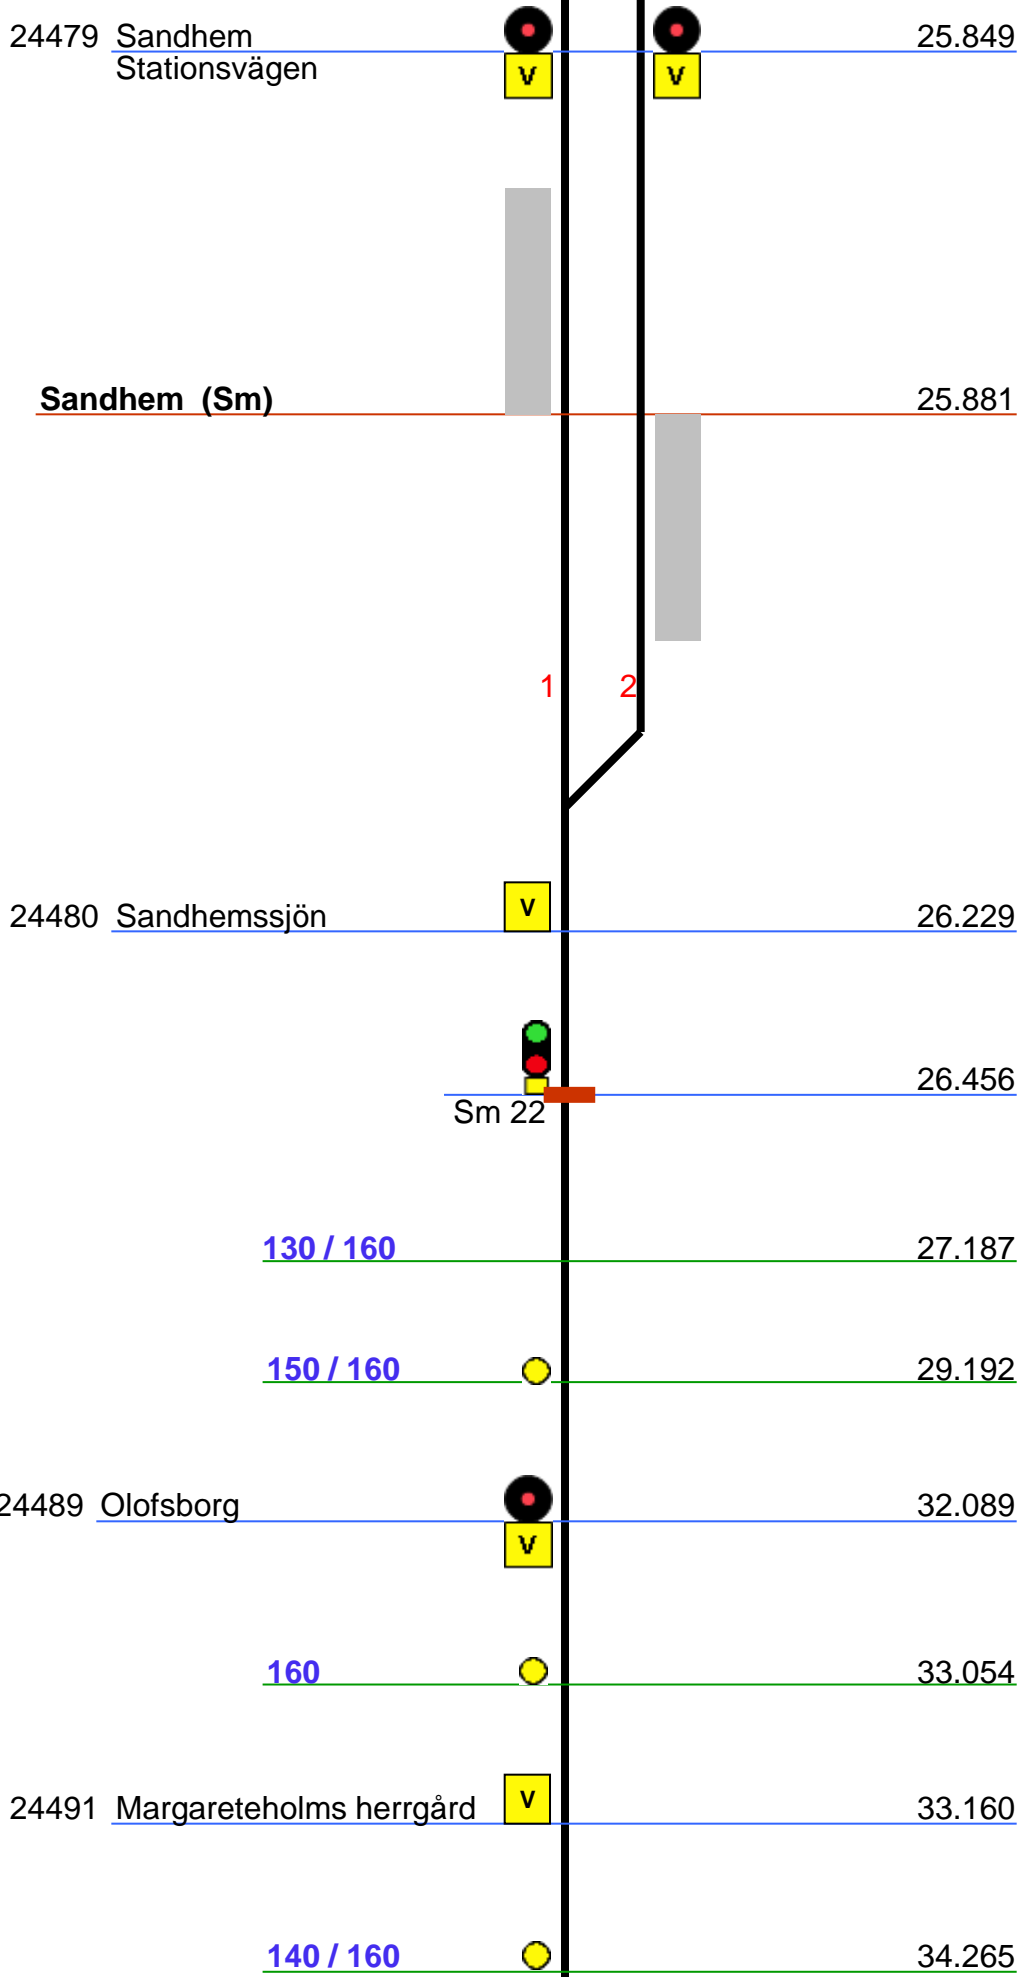 24479 Sandhem 25.849
Stationsvägen
V V
Sandhem (Sm) 25.881
1 2
V
24480 Sandhemssjön 26.229
26.456
Sm 22
130 / 160 27.187
150 / 160 29.192
24489 Olofsborg 32.089
V
160 33.054
V
24491 Margareteholms herrgård 33.160
140 / 160 34.265